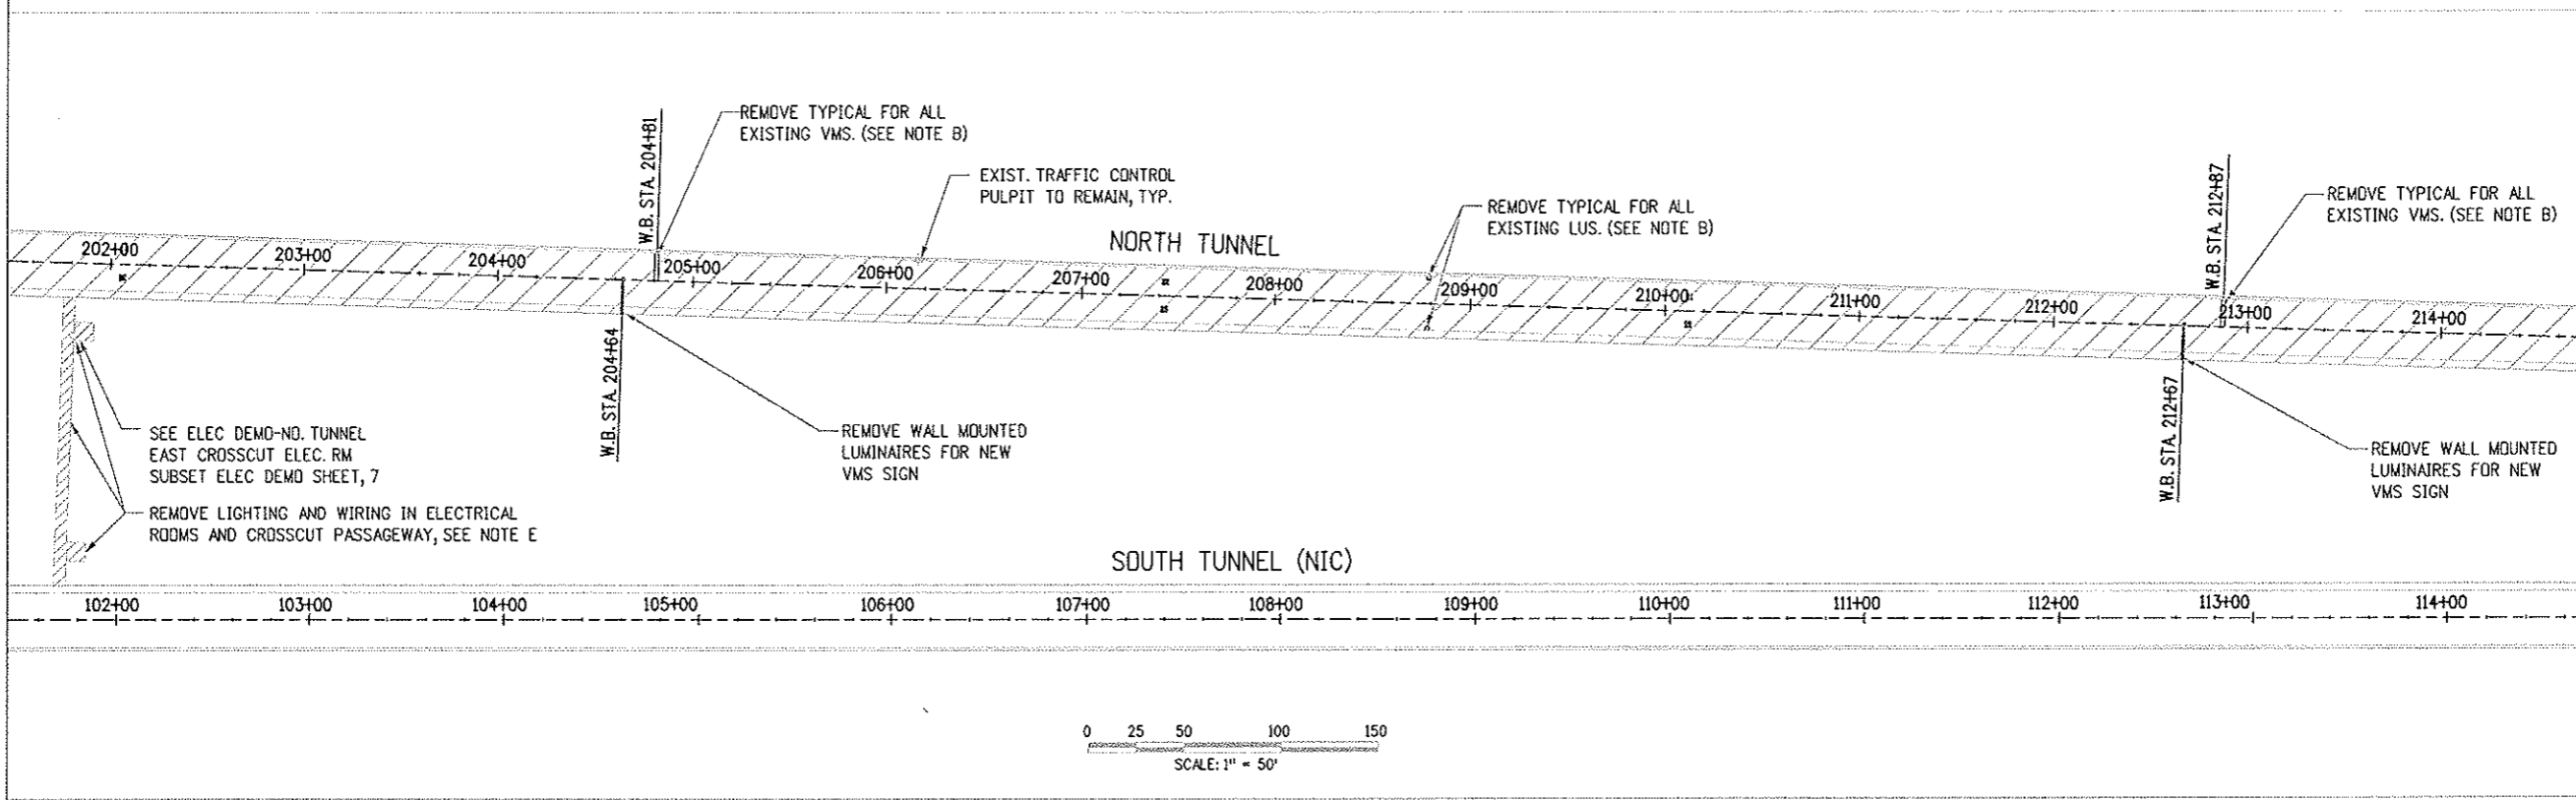 REMOVE TYPICAL FOR ALL
EXISTING VMS. (SEE NOTE B)
W.B. STA. 204+81
EXIST. TRAFFIC CONTROL
PULPIT TO REMAIN, TYP.
REMOVE TYPICAL FOR ALL
EXISTING LUS. (SEE NOTE B)
W.B. STA. 212+87
REMOVE TYPICAL FOR ALL
EXISTING VMS. (SEE NOTE B)
NORTH TUNNEL
202+00
203+00
204+00
205+00
206+00
207+00
208+00
209+00
210+00
211+00
212+00
213+00
214+00
W.B. STA. 204+64
W.B. STA. 212+67
SEE ELEC DEMO-NO. TUNNEL
EAST CROSSCUT ELEC. RM
SUBSET ELEC DEMO SHEET, 7
REMOVE WALL MOUNTED
LUMINAIRES FOR NEW
VMS SIGN
REMOVE WALL MOUNTED
LUMINAIRES FOR NEW
VMS SIGN
REMOVE LIGHTING AND WIRING IN ELECTRICAL
ROOMS AND CROSSCUT PASSAGEWAY, SEE NOTE E
SOUTH TUNNEL (NIC)
102+00
103+00
104+00
105+00
106+00
107+00
108+00
109+00
110+00
111+00
112+00
113+00
114+00
0 25 50 100 150
SCALE: 1" = 50'